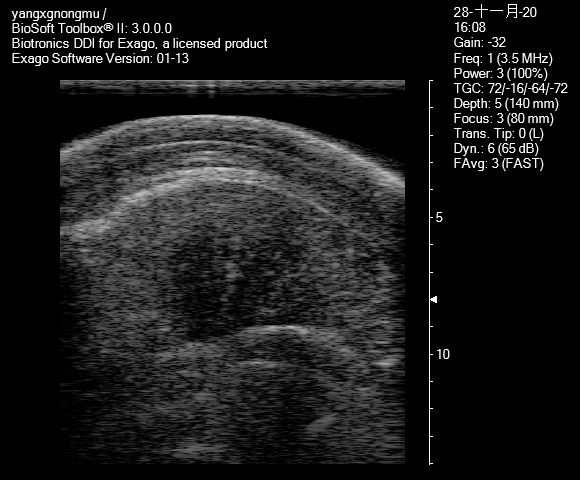 yangxgnongmu /
BioSoft Toolbox® II: 3.0.0.0
Biotronics DDI for Exago, a licensed product
Exago Software Version: 01-13
28-十一月-20
16:08
Gain: -32
Freq: 1 (3.5 MHz)
Power: 3 (100%)
TGC: 72/-16/-64/-72
Depth: 5 (140 mm)
Focus: 3 (80 mm)
Trans. Tip: 0 (L)
Dyn.: 6 (65 dB)
FAvg: 3 (FAST)
5
10